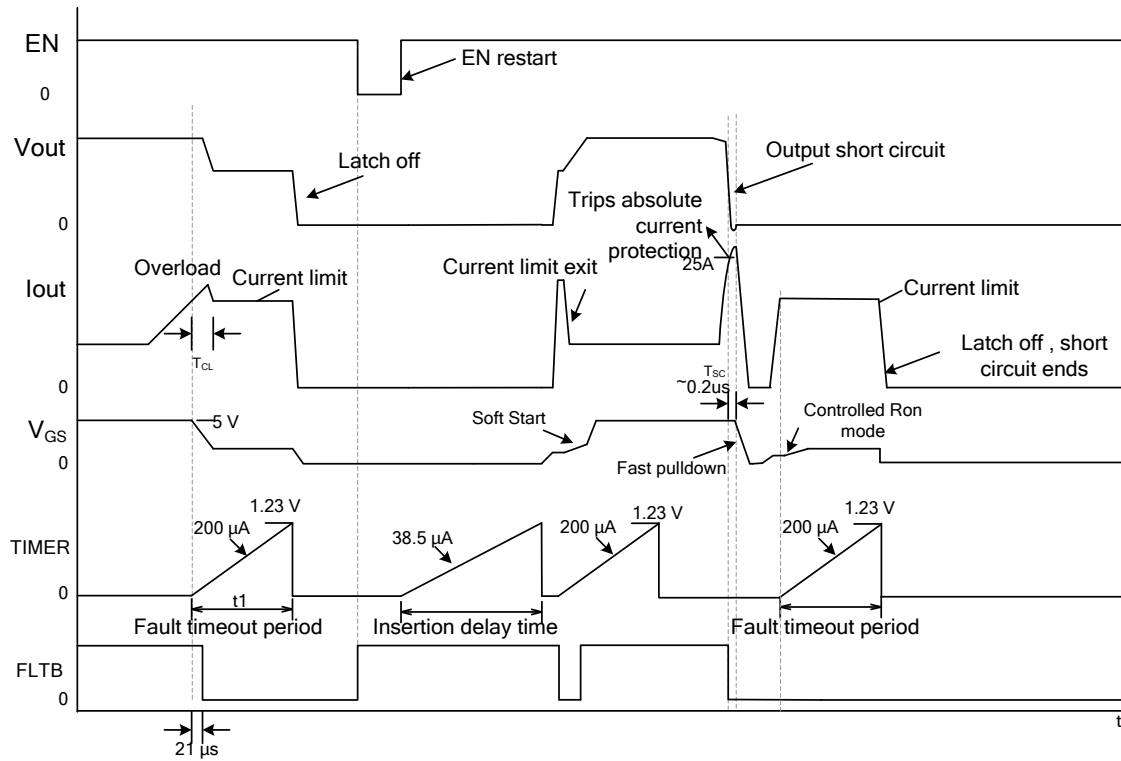 EN
0
EN restart
Vout
0
Latch off
Output short circuit
Trips absolute
current
protection
25A
Iout
0
Overload
Current limit
Current limit exit
Current limit
TCL
TSC
~0.2us
Latch off , short
circuit ends
VGS
0
5 V
Soft Start
Fast pulldown
Controlled Ron
mode
TIMER
0
200 µA
1.23 V
38.5 µA
200 µA
1.23 V
200 µA
1.23 V
t1
Fault timeout period
Insertion delay time
Fault timeout period
FLTB
0
t
21 µs